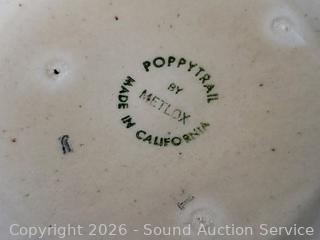 POPPYTRAIL
BY
METLOX
MADE IN CALIFORNIA
Copyright 2026 - Sound Auction Service